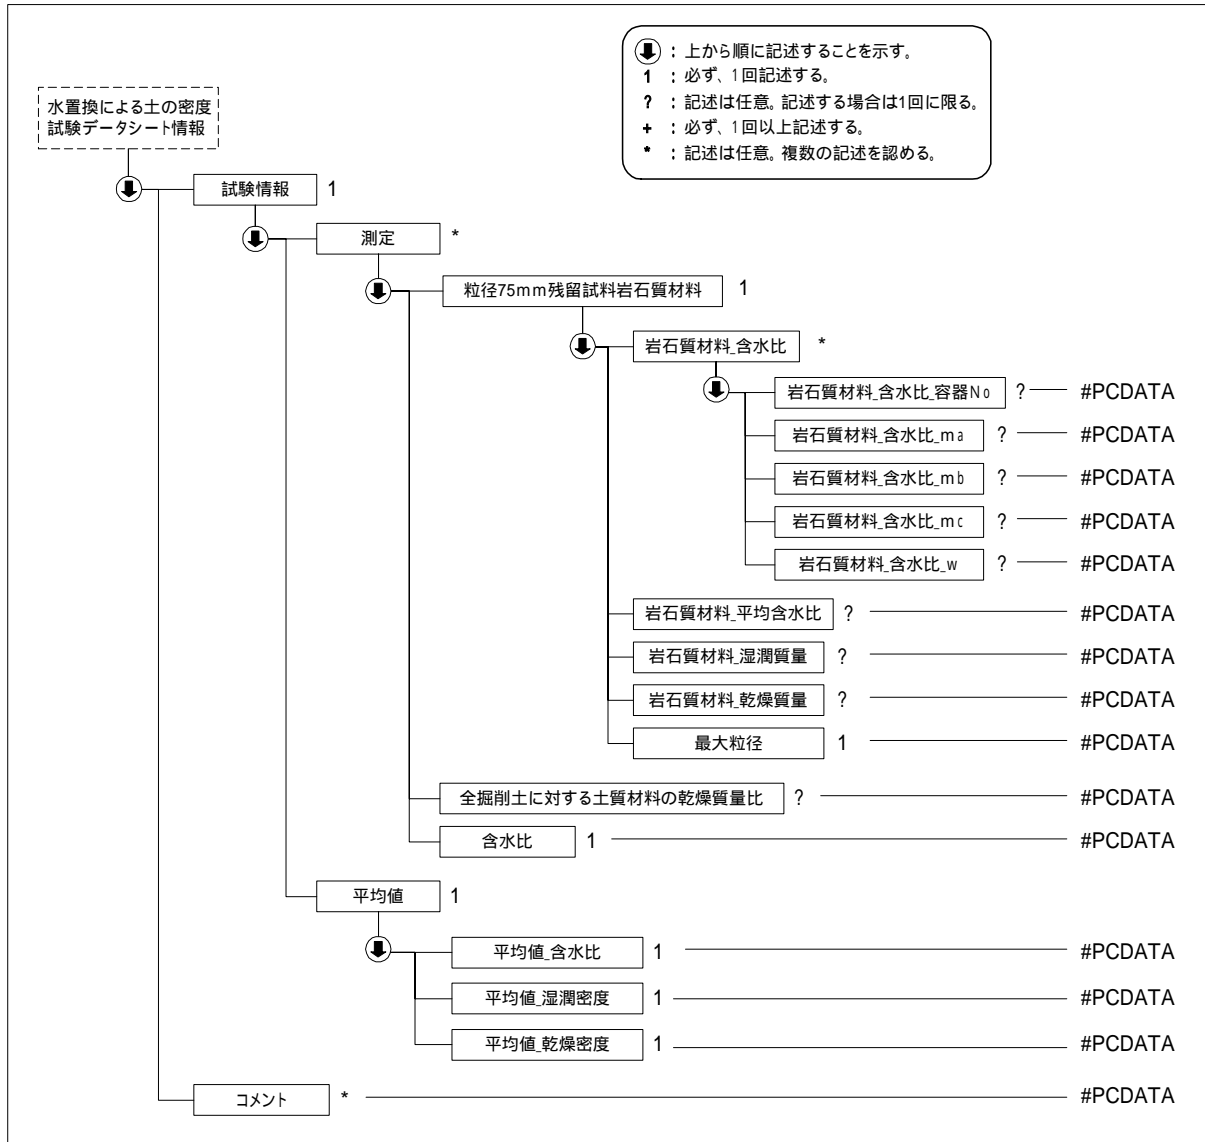 : 上から順に記述することを示す。
1 : 必ず、1回記述する。
? : 記述は任意。記述する場合は1回に限る。
+ : 必ず、1回以上記述する。
* : 記述は任意。複数の記述を認める。
水置換による土の密度
試験データシート情報
試験情報 1
測定 *
粒径75mm残留試料岩石質材料 1
岩石質材料_含水比 *
岩石質材料_含水比_容器No ? #PCDATA
岩石質材料_含水比_ma ? #PCDATA
岩石質材料_含水比_mb ? #PCDATA
岩石質材料_含水比_mc ? #PCDATA
岩石質材料_含水比_w ? #PCDATA
岩石質材料_平均含水比 ? #PCDATA
岩石質材料_湿潤質量 ? #PCDATA
岩石質材料_乾燥質量 ? #PCDATA
最大粒径 1 #PCDATA
全掘削土に対する土質材料の乾燥質量比 ? #PCDATA
含水比 1 #PCDATA
平均値 1
平均値_含水比 1 #PCDATA
平均値_湿潤密度 1 #PCDATA
平均値_乾燥密度 1 #PCDATA
コメント * #PCDATA